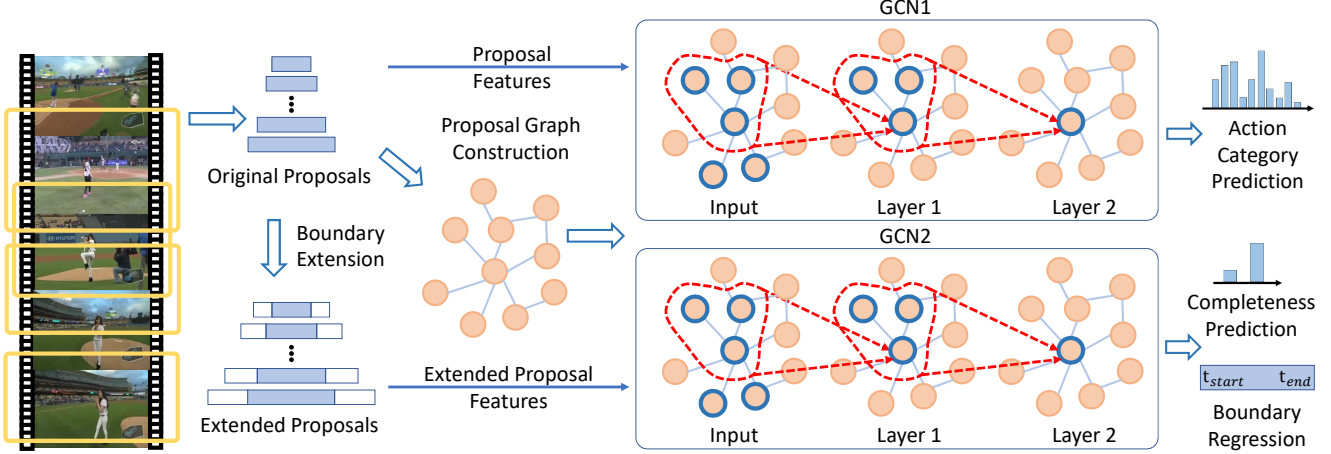 GCN1
Proposal
Features
Proposal Graph
Construction
Original Proposals
Boundary
Extension
Input
Layer 1
Layer 2
Action
Category
Prediction
GCN2
Extended Proposal
Features
Extended Proposals
Input
Layer 1
Layer 2
Completeness
Prediction
t_start t_end
Boundary
Regression